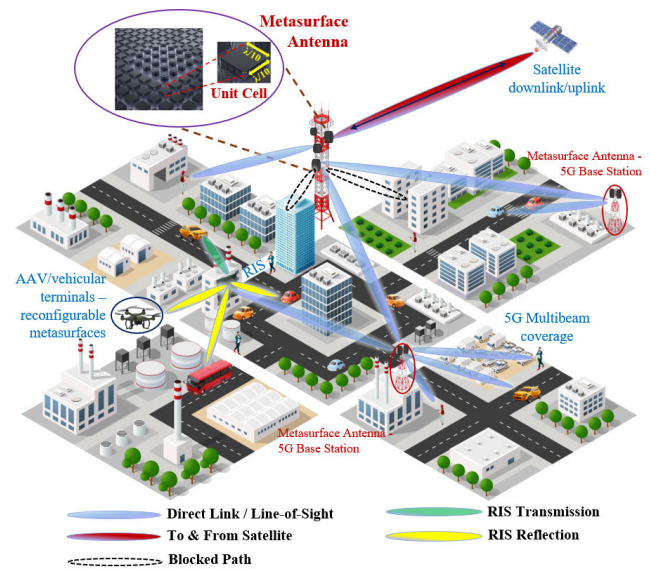 Metasurface
Antenna
λ/10
λ/10
Unit Cell
Satellite
downlink/uplink
Metasurface Antenna -
5G Base Station
RIS
AAV/vehicular
terminals –
reconfigurable
metasurfaces
5G Multibeam
coverage
Metasurface Antenna -
5G Base Station
Direct Link / Line-of-Sight
RIS Transmission
To & From Satellite
RIS Reflection
Blocked Path